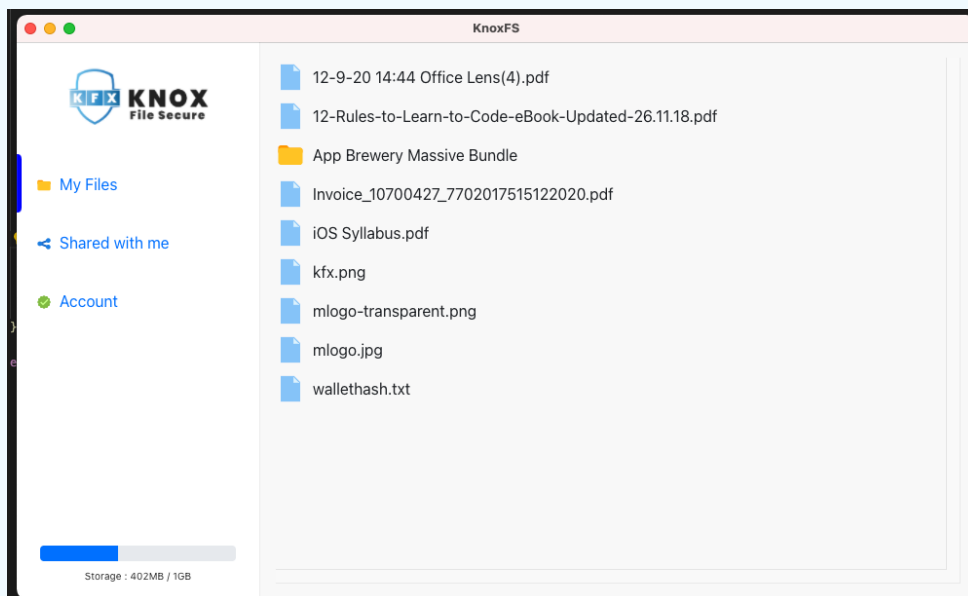 KnoxFS
KFX KNOX
File Secure
My Files
Shared with me
Account
Storage : 402MB / 1GB
12-9-20 14:44 Office Lens(4).pdf
12-Rules-to-Learn-to-Code-eBook-Updated-26.11.18.pdf
App Brewery Massive Bundle
Invoice_10700427_7702017515122020.pdf
iOS Syllabus.pdf
kfx.png
mlogo-transparent.png
mlogo.jpg
wallethash.txt
}
e